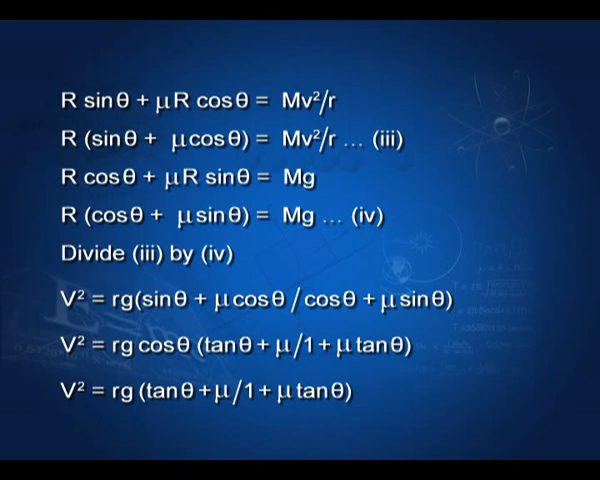 R sinθ + μR cosθ = Mv²/r
R (sinθ + μcosθ) = Mv²/r ... (iii)
R cosθ + μR sinθ = Mg
R (cosθ + μsinθ) = Mg ... (iv)
Divide (iii) by (iv)
V² = rg(sinθ + μcosθ/cosθ + μsinθ)
V² = rg cosθ (tanθ + μ/1 + μtanθ)
V² = rg (tanθ + μ/1 + μtanθ)